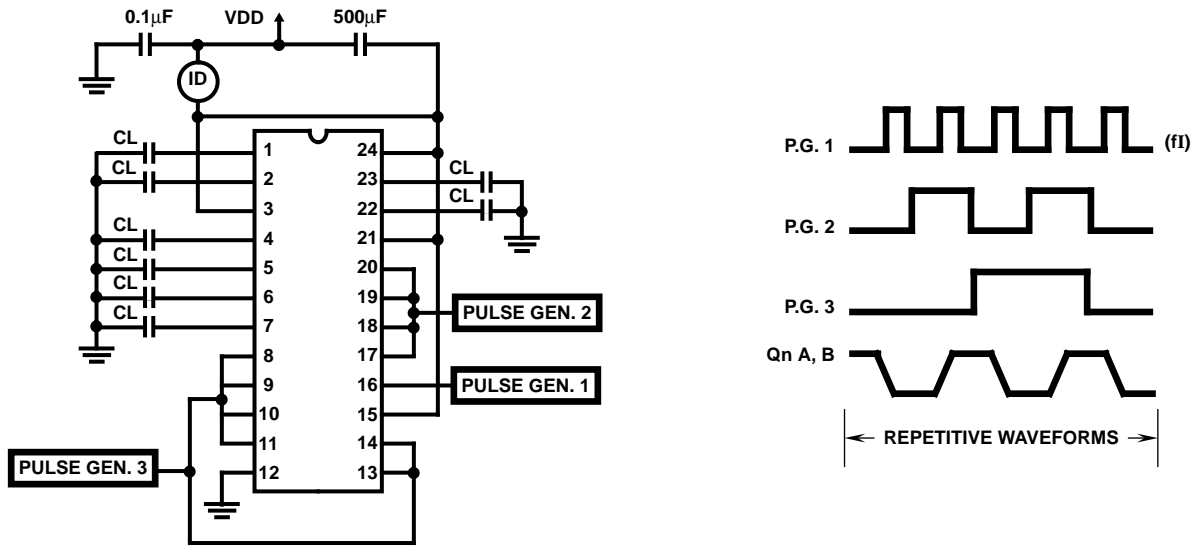 0.1µF VDD 500µF
ID
CL 1 24
CL 2 23 CL
3 22 CL
CL 4 21
CL 5 20
CL 6 19
CL 7 18
8 17
9 16
10 15
11 14
12 13
PULSE GEN. 2
PULSE GEN. 1
PULSE GEN. 3
P.G. 1 (fI)
P.G. 2
P.G. 3
Qn A, B
REPETITIVE WAVEFORMS